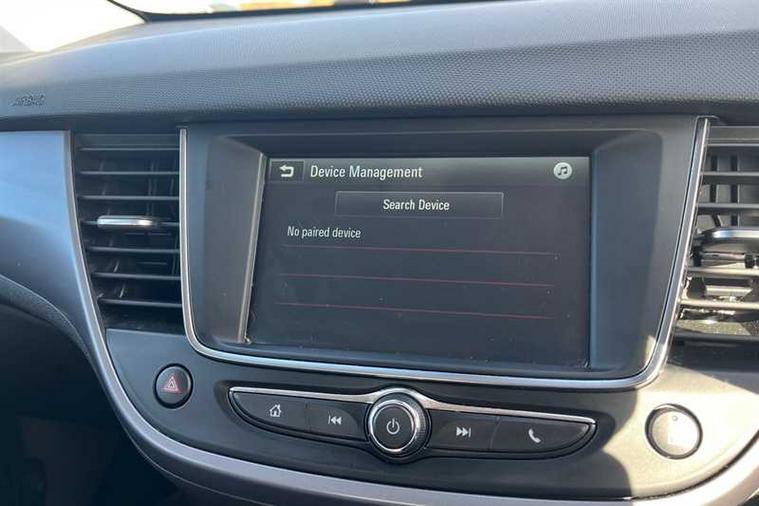 AIRBAG
Device Management
Search Device
No paired device